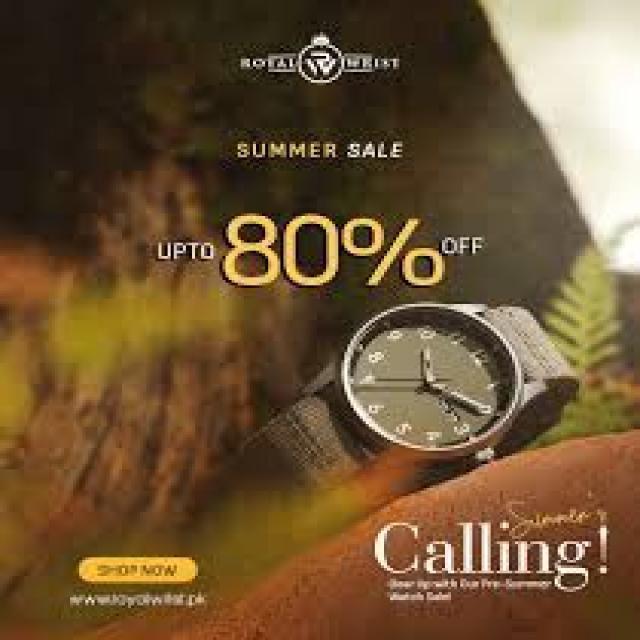 ROYAL WRIST
SUMMER SALE
UPTO 80% OFF
Summer's
Calling!
Gear Up with Our Pre-Summer
Watch Sale!
SHOP NOW
www.royalwrist.pk